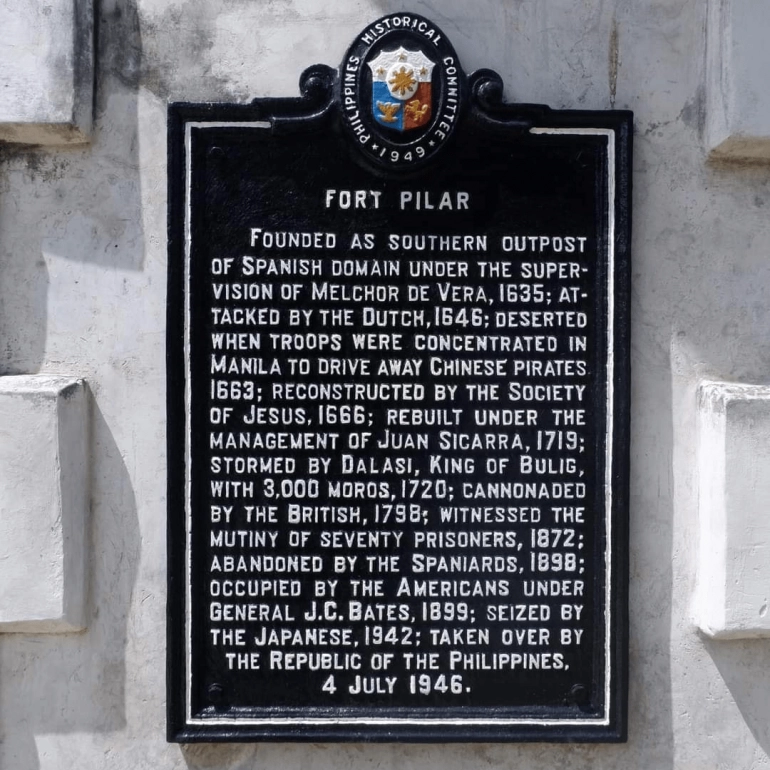 PHILIPPINES HISTORICAL COMMITTEE
★ 1949 ★
FORT PILAR
FOUNDED AS SOUTHERN OUTPOST
OF SPANISH DOMAIN UNDER THE SUPER-
VISION OF MELCHOR DE VERA, 1635; AT-
TACKED BY THE DUTCH, 1646; DESERTED
WHEN TROOPS WERE CONCENTRATED IN
MANILA TO DRIVE AWAY CHINESE PIRATES
1663; RECONSTRUCTED BY THE SOCIETY
OF JESUS, 1666; REBUILT UNDER THE
MANAGEMENT OF JUAN SICARRA, 1719;
STORMED BY DALASI, KING OF BULIG,
WITH 3,000 MOROS, 1720; CANNONADED
BY THE BRITISH, 1798; WITNESSED THE
MUTINY OF SEVENTY PRISONERS, 1872;
ABANDONED BY THE SPANIARDS, 1898;
OCCUPIED BY THE AMERICANS UNDER
GENERAL J.C. BATES, 1899; SEIZED BY
THE JAPANESE, 1942; TAKEN OVER BY
THE REPUBLIC OF THE PHILIPPINES,
4 JULY 1946.